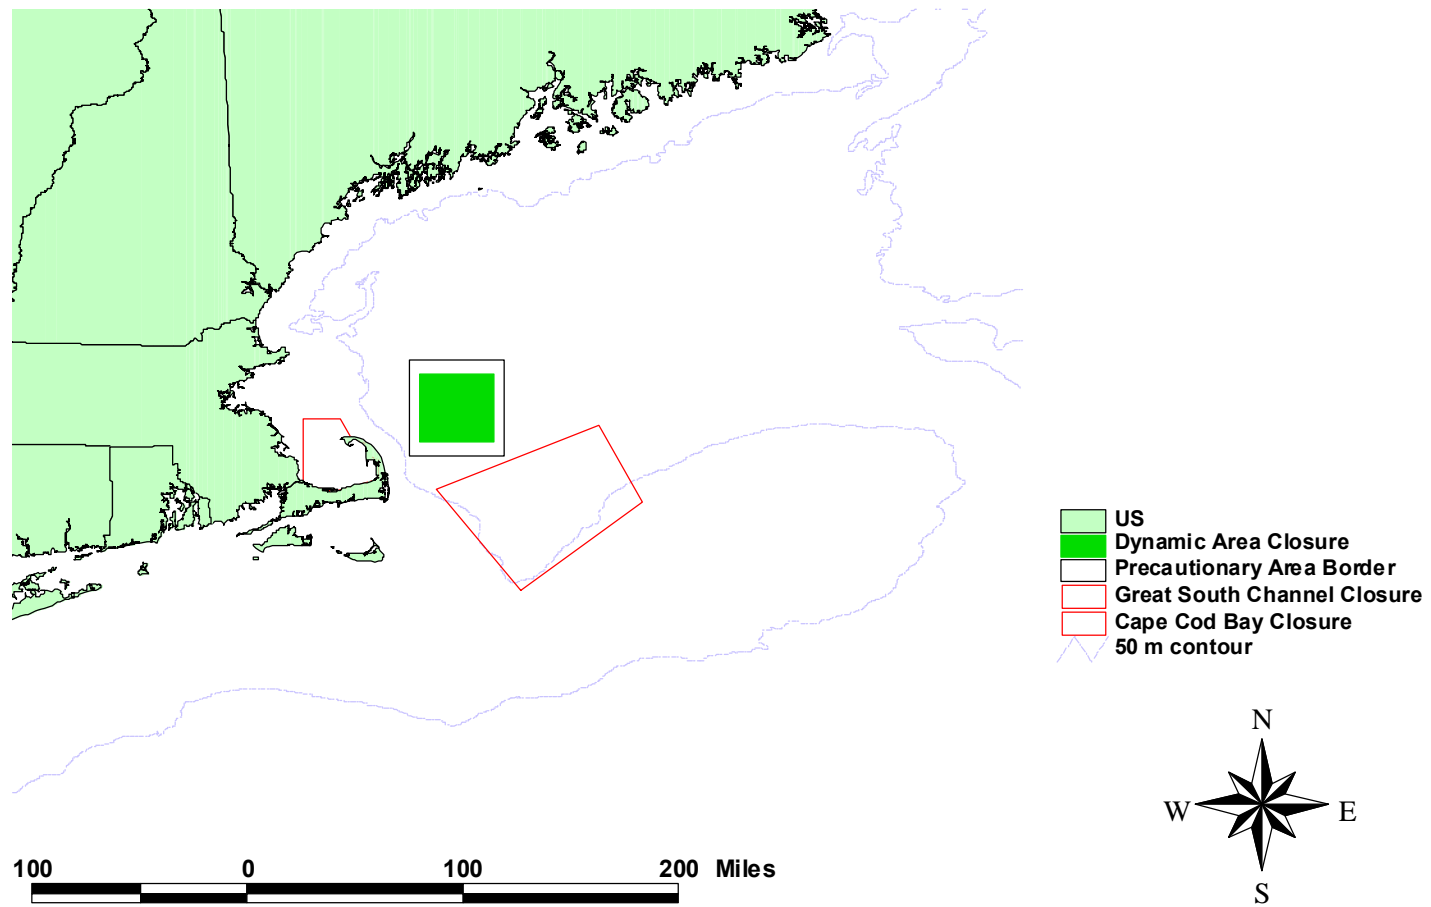 US
Dynamic Area Closure
Precautionary Area Border
Great South Channel Closure
Cape Cod Bay Closure
50 m contour
N
W E
S
100 0 100 200 Miles